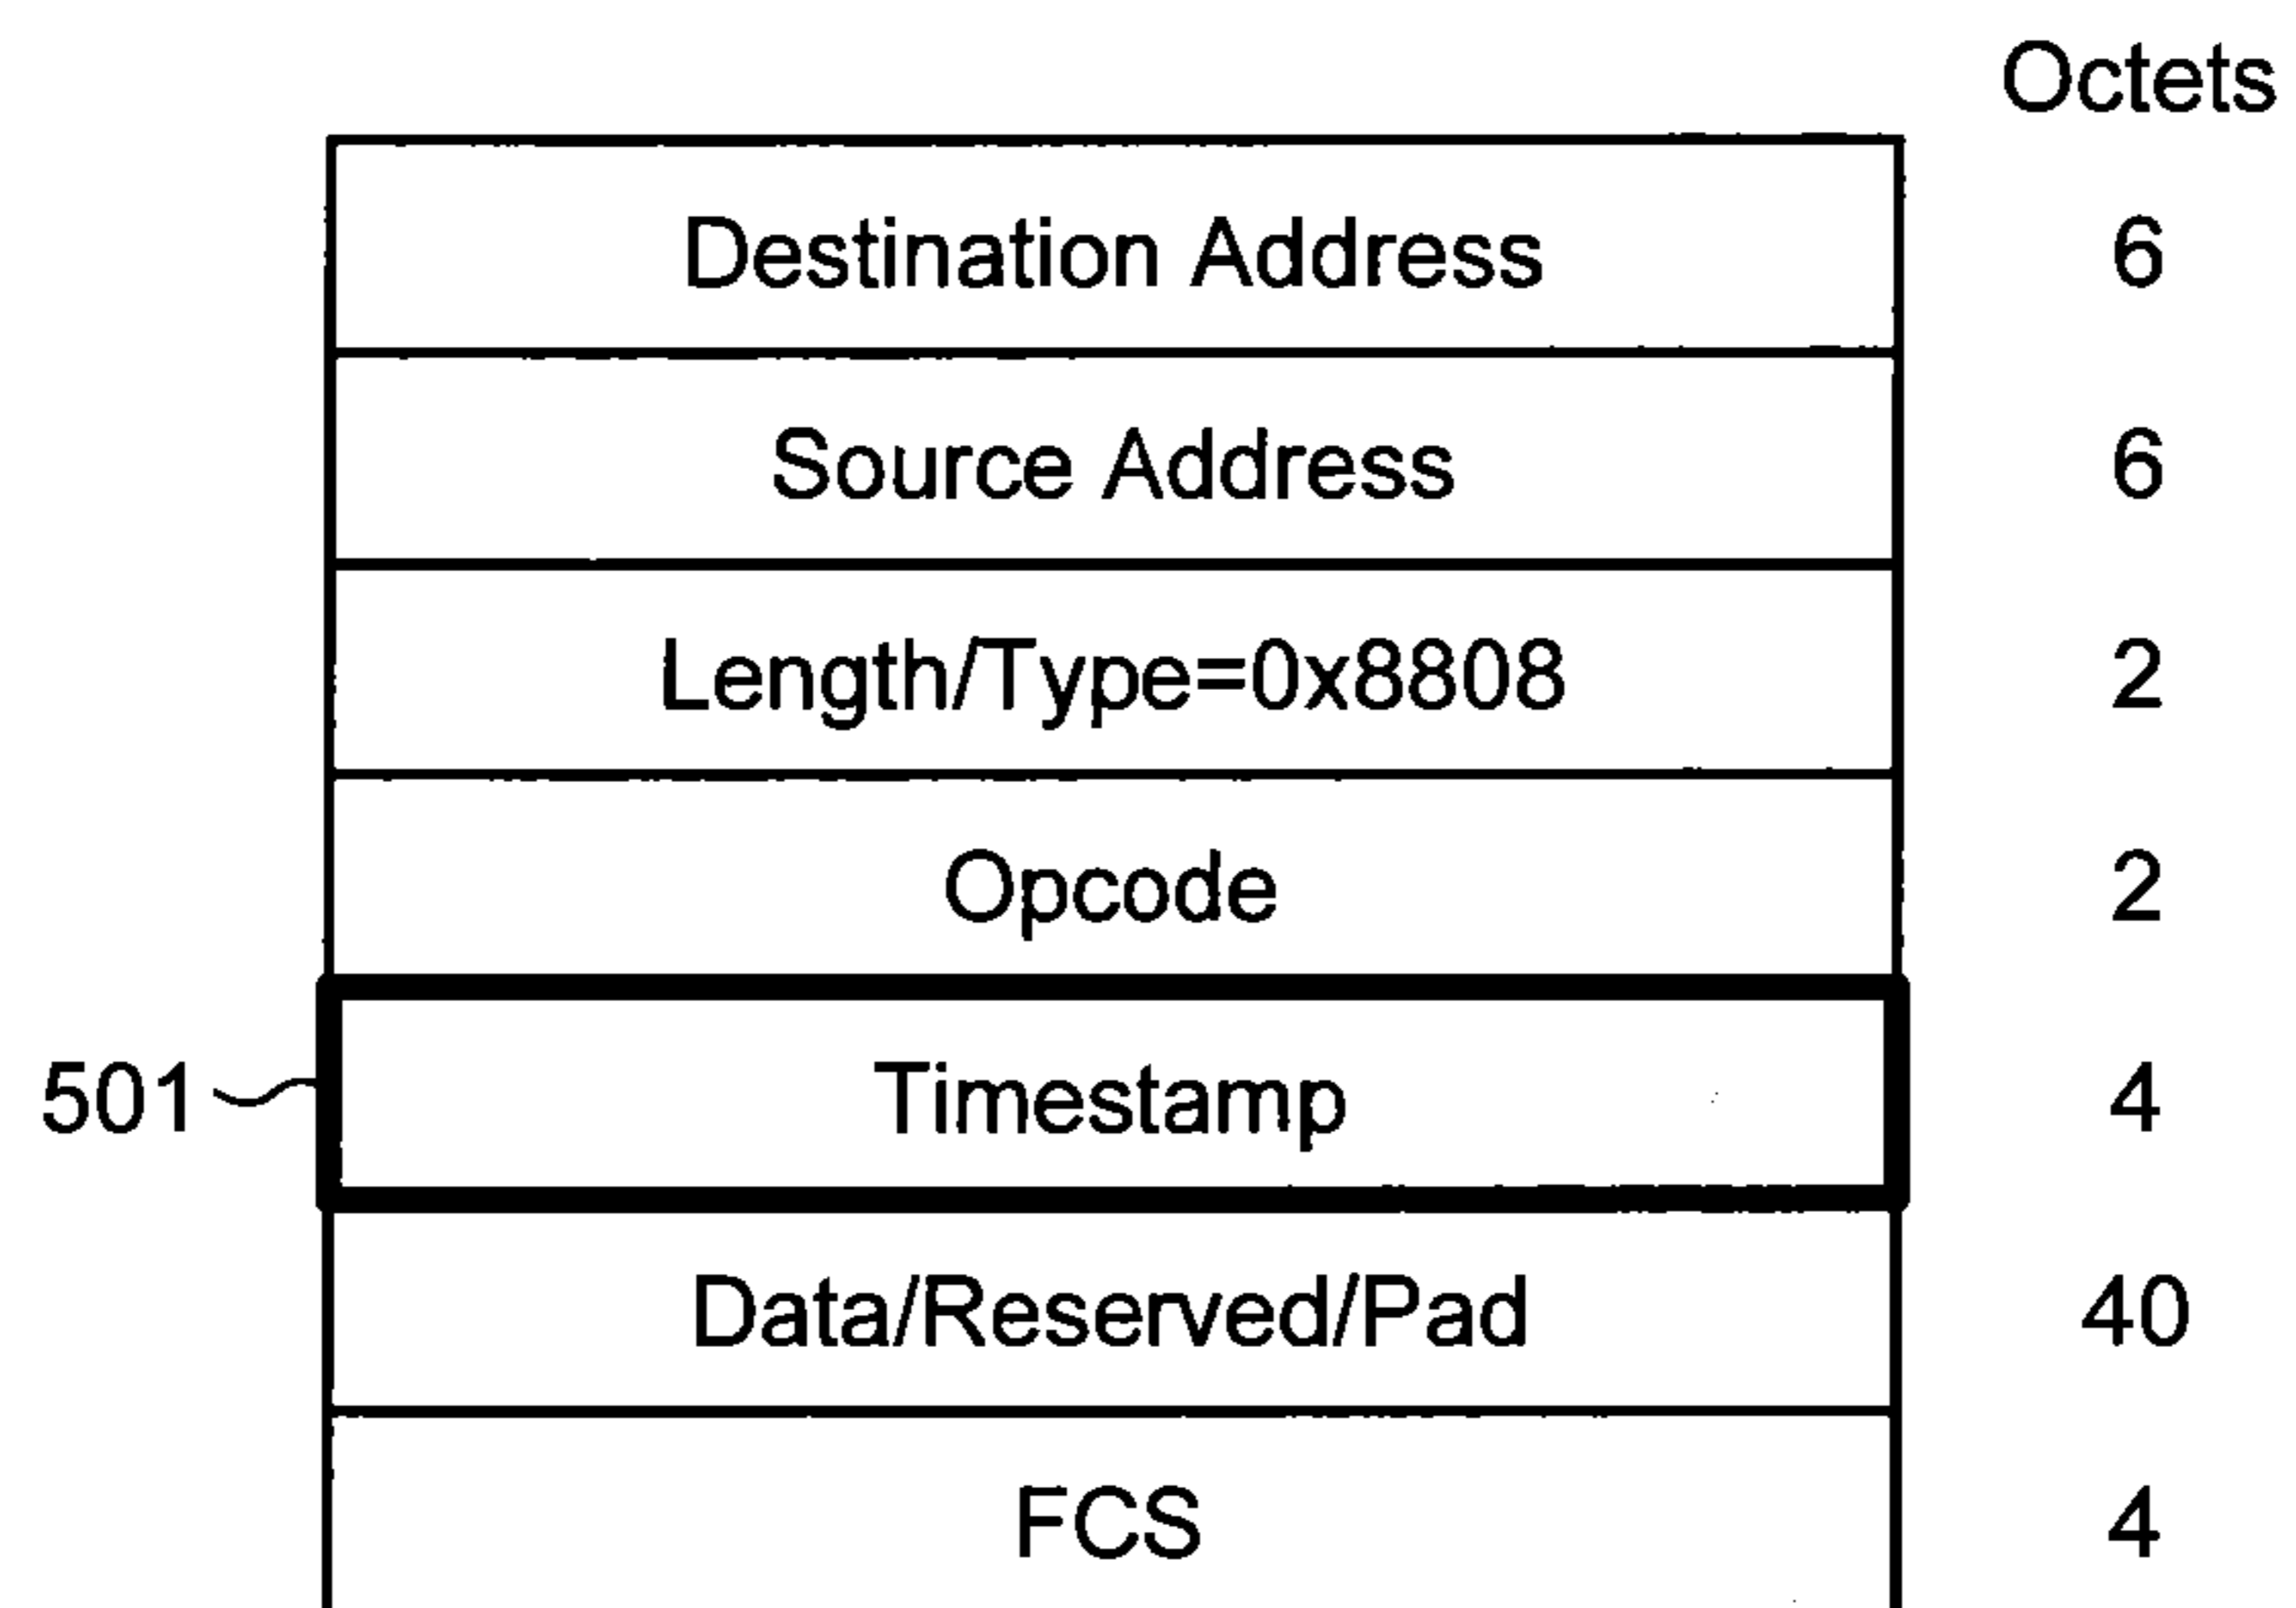 Octets
Destination Address 6
Source Address 6
Length/Type=0x8808 2
Opcode 2
501 Timestamp 4
Data/Reserved/Pad 40
FCS 4